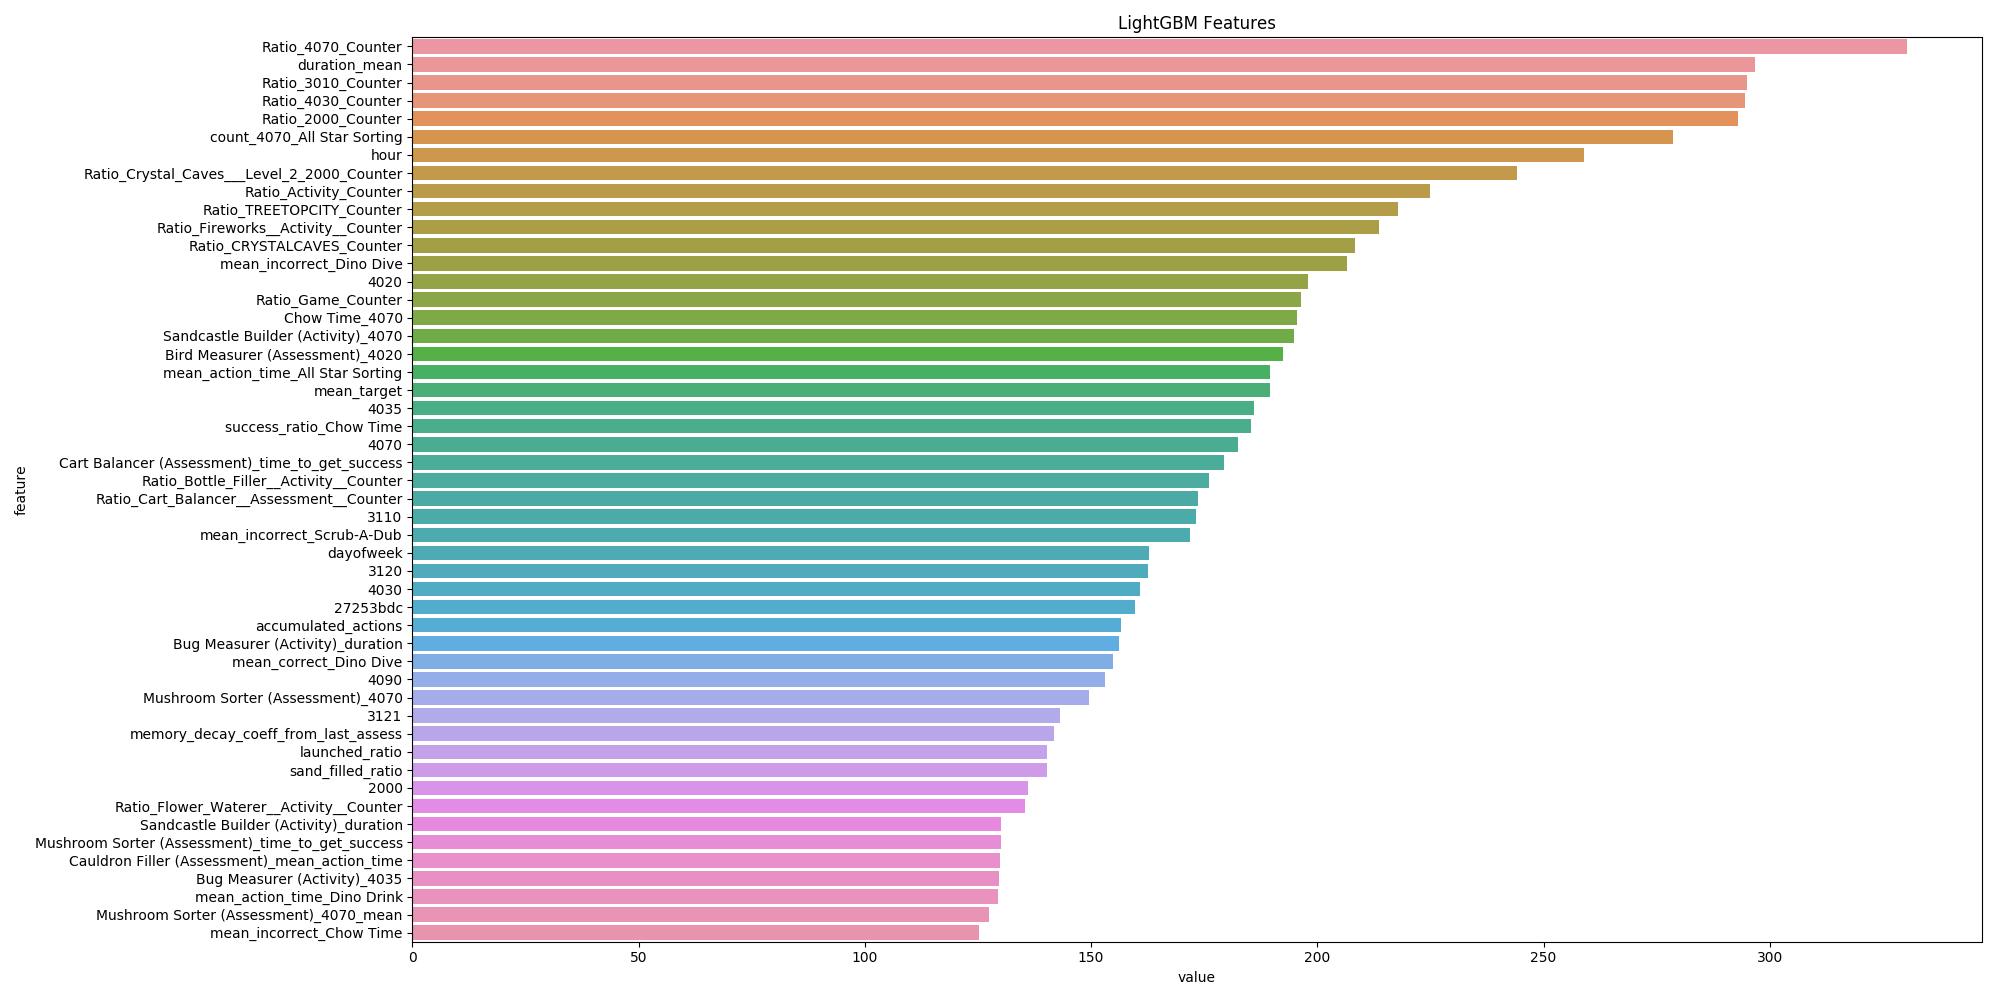 LightGBM Features
Ratio_4070_Counter
duration_mean
Ratio_3010_Counter
Ratio_4030_Counter
Ratio_2000_Counter
count_4070_All Star Sorting
hour
Ratio_Crystal_Caves___Level_2_2000_Counter
Ratio_Activity_Counter
Ratio_TREETOPCITY_Counter
Ratio_Fireworks__Activity__Counter
Ratio_CRYSTALCAVES_Counter
mean_incorrect_Dino Dive
4020
Ratio_Game_Counter
Chow Time_4070
Sandcastle Builder (Activity)_4070
Bird Measurer (Assessment)_4020
mean_action_time_All Star Sorting
mean_target
4035
success_ratio_Chow Time
4070
Cart Balancer (Assessment)_time_to_get_success
Ratio_Bottle_Filler__Activity__Counter
Ratio_Cart_Balancer__Assessment__Counter
3110
mean_incorrect_Scrub-A-Dub
dayofweek
3120
4030
27253bdc
accumulated_actions
Bug Measurer (Activity)_duration
mean_correct_Dino Dive
4090
Mushroom Sorter (Assessment)_4070
3121
memory_decay_coeff_from_last_assess
launched_ratio
sand_filled_ratio
2000
Ratio_Flower_Waterer__Activity__Counter
Sandcastle Builder (Activity)_duration
Mushroom Sorter (Assessment)_time_to_get_success
Cauldron Filler (Assessment)_mean_action_time
Bug Measurer (Activity)_4035
mean_action_time_Dino Drink
Mushroom Sorter (Assessment)_4070_mean
mean_incorrect_Chow Time
feature
0 50 100 150 200 250 300
value